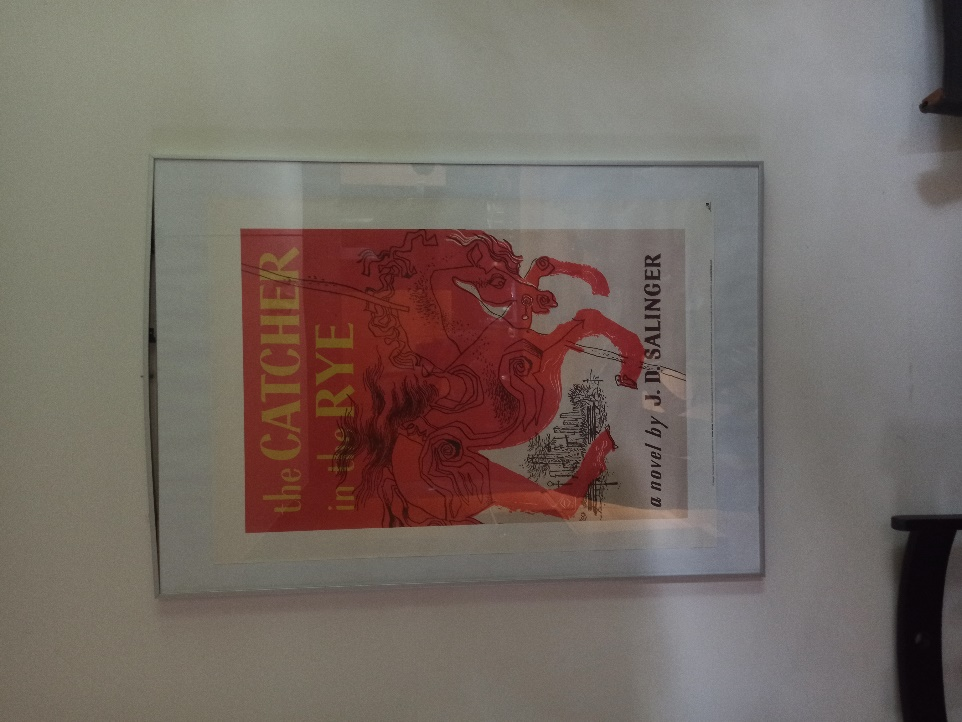 the CATCHER
in the RYE
a novel by J. D. SALINGER